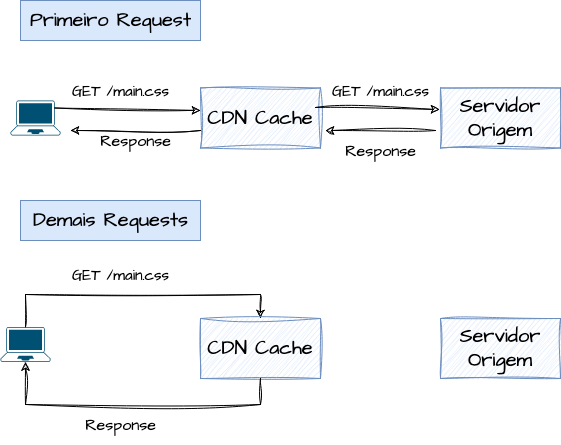 Primeiro Request
GET /main.css
GET /main.css
CDN Cache
Servidor
Origem
Response
Response
Demais Requests
GET /main.css
CDN Cache
Servidor
Origem
Response